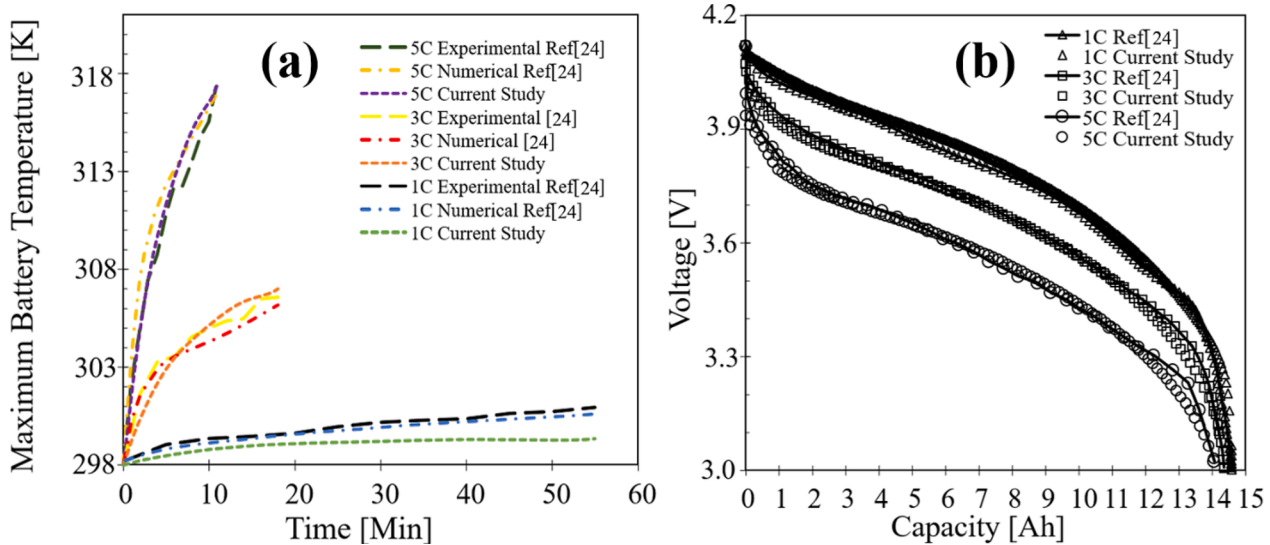 (a)
Maximum Battery Temperature [K]
318
313
308
303
298
0
10
20
30
40
50
60
Time [Min]
5C Experimental Ref[24]
5C Numerical Ref[24]
5C Current Study
3C Experimental [24]
3C Numerical [24]
3C Current Study
1C Experimental Ref[24]
1C Numerical Ref[24]
1C Current Study
(b)
Voltage [V]
4.2
3.9
3.6
3.3
3.0
0
1
2
3
4
5
6
7
8
9
10
11
12
13
14
15
Capacity [Ah]
1C Ref[24]
1C Current Study
3C Ref[24]
3C Current Study
5C Ref[24]
5C Current Study